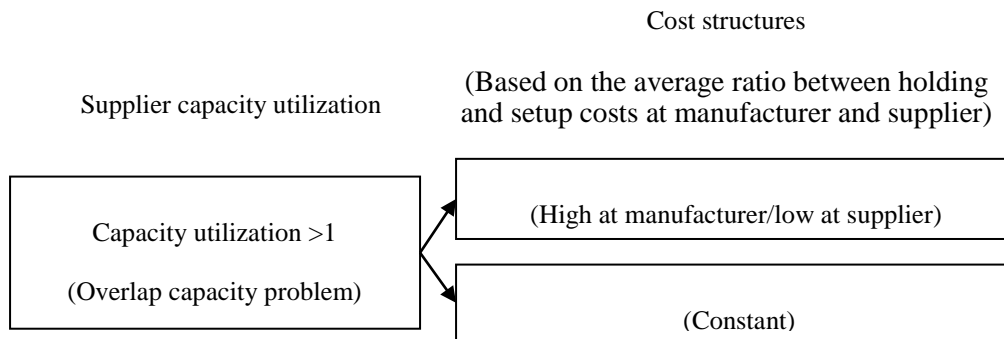 Cost structures
(Based on the average ratio between holding
and setup costs at manufacturer and supplier)
Supplier capacity utilization
(High at manufacturer/low at supplier)
Capacity utilization >1
(Overlap capacity problem)
(Constant)